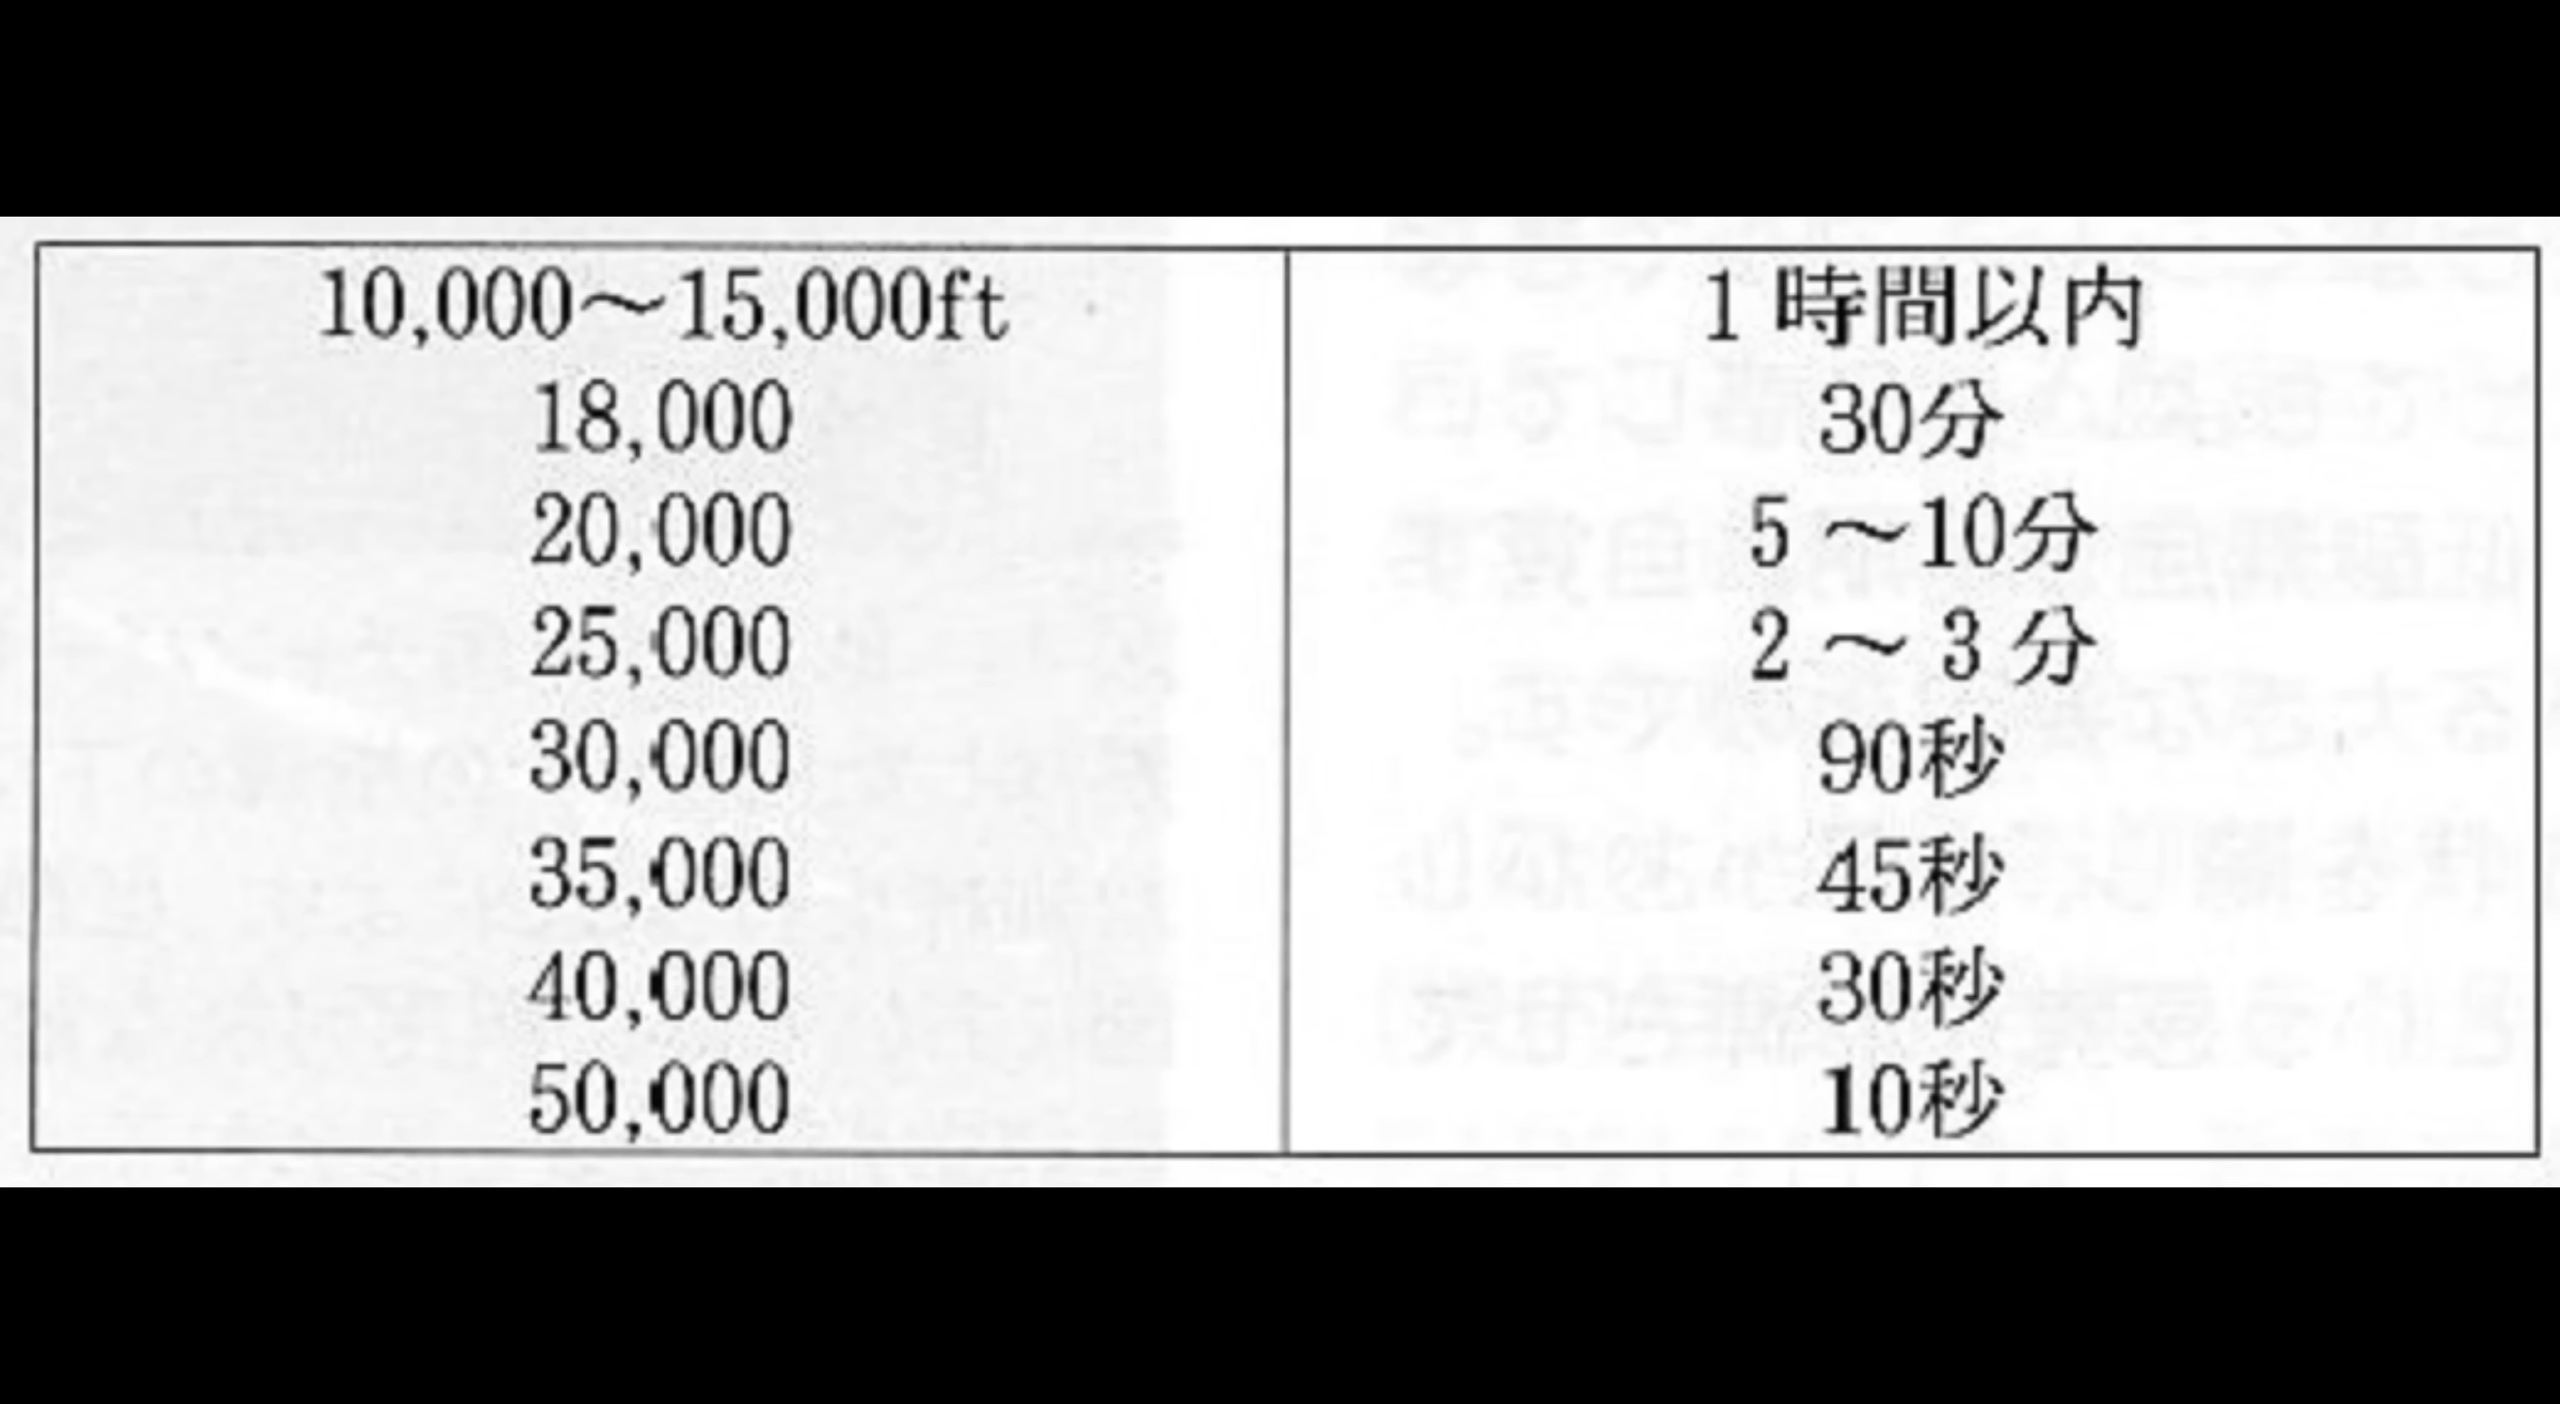 10,000～15,000ft 1時間以内
18,000 30分
20,000 5～10分
25,000 2～3分
30,000 90秒
35,000 45秒
40,000 30秒
50,000 10秒